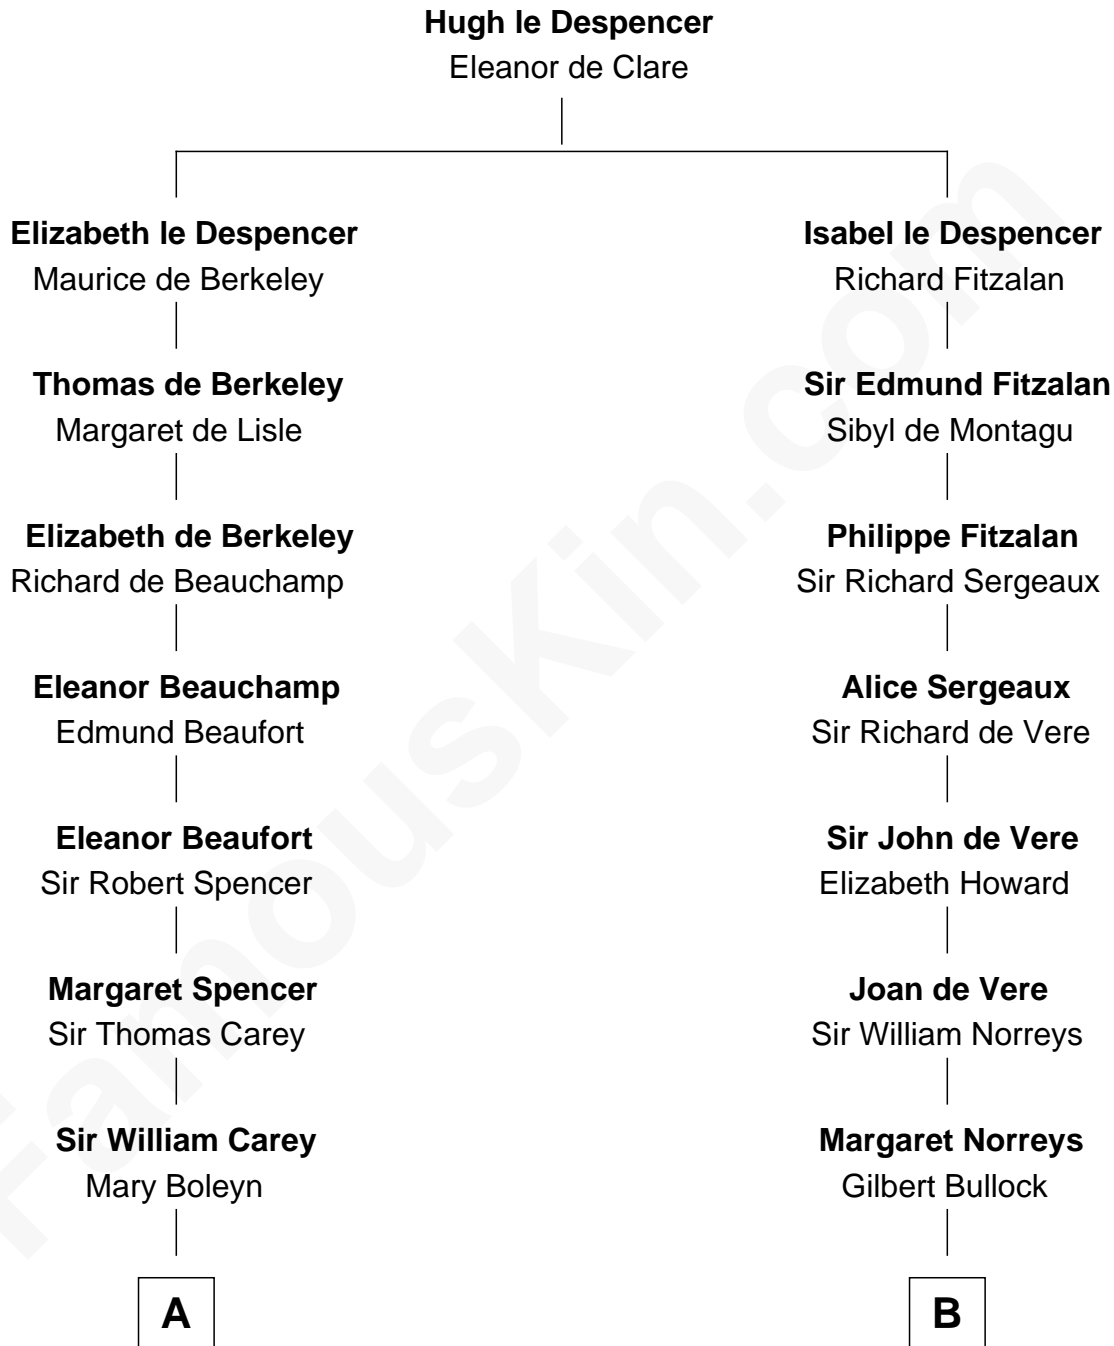 Hugh le Despencer
Eleanor de Clare
Elizabeth le Despencer
Maurice de Berkeley
Isabel le Despencer
Richard Fitzalan
Thomas de Berkeley
Margaret de Lisle
Sir Edmund Fitzalan
Sibyl de Montagu
Elizabeth de Berkeley
Richard de Beauchamp
Philippe Fitzalan
Sir Richard Sergeaux
Eleanor Beauchamp
Edmund Beaufort
Alice Sergeaux
Sir Richard de Vere
Eleanor Beaufort
Sir Robert Spencer
Sir John de Vere
Elizabeth Howard
Margaret Spencer
Sir Thomas Carey
Joan de Vere
Sir William Norreys
Sir William Carey
Mary Boleyn
Margaret Norreys
Gilbert Bullock
A
B
FamousKin.com